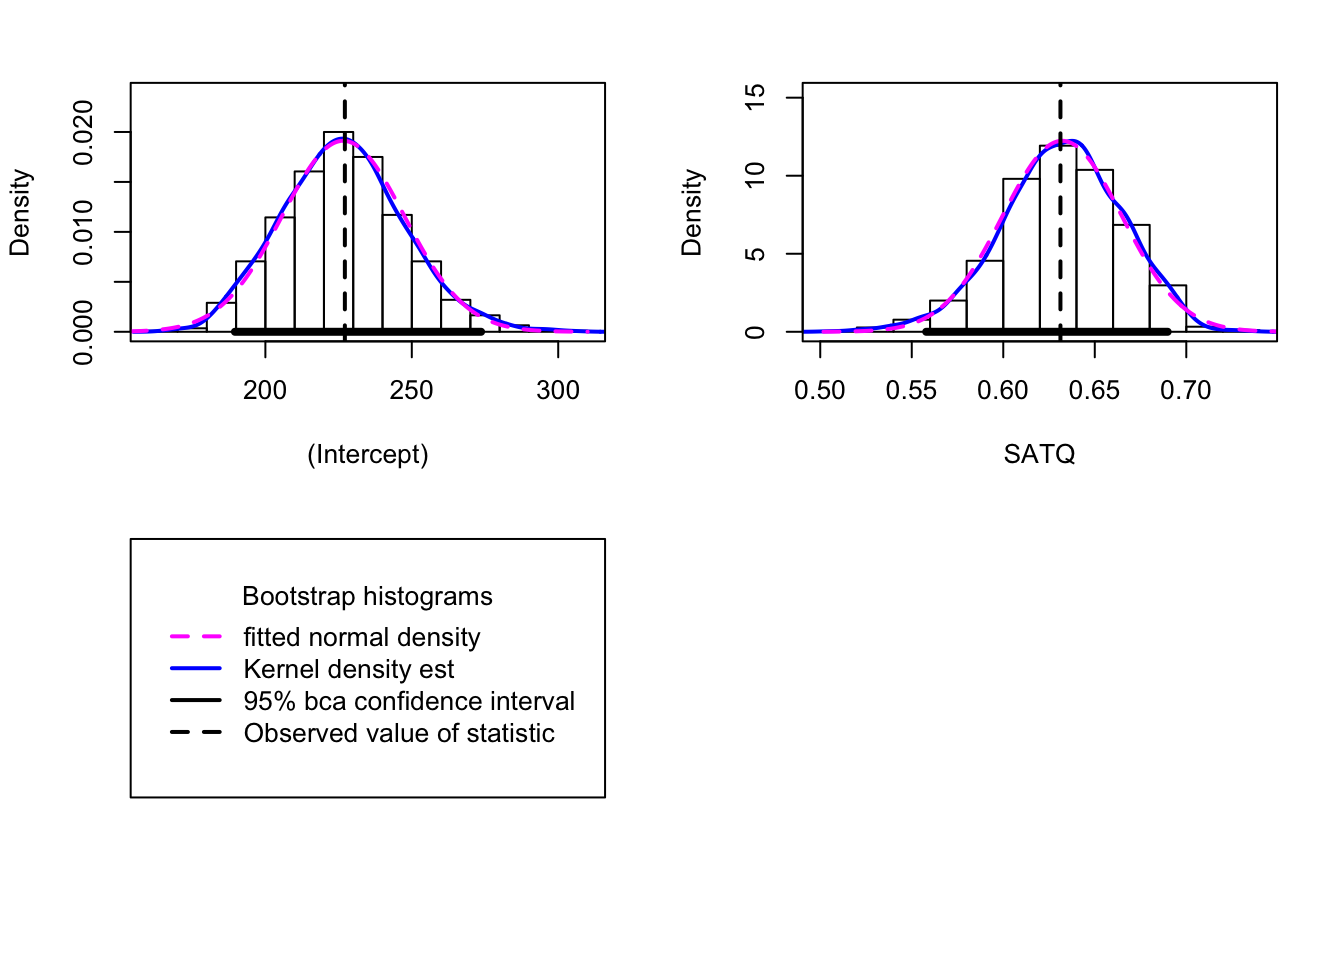 Density
0.000
0.010
0.020
200
250
300
(Intercept)
Density
0
5
10
15
0.50
0.55
0.60
0.65
0.70
SATQ
Bootstrap histograms
fitted normal density
Kernel density est
95% bca confidence interval
Observed value of statistic